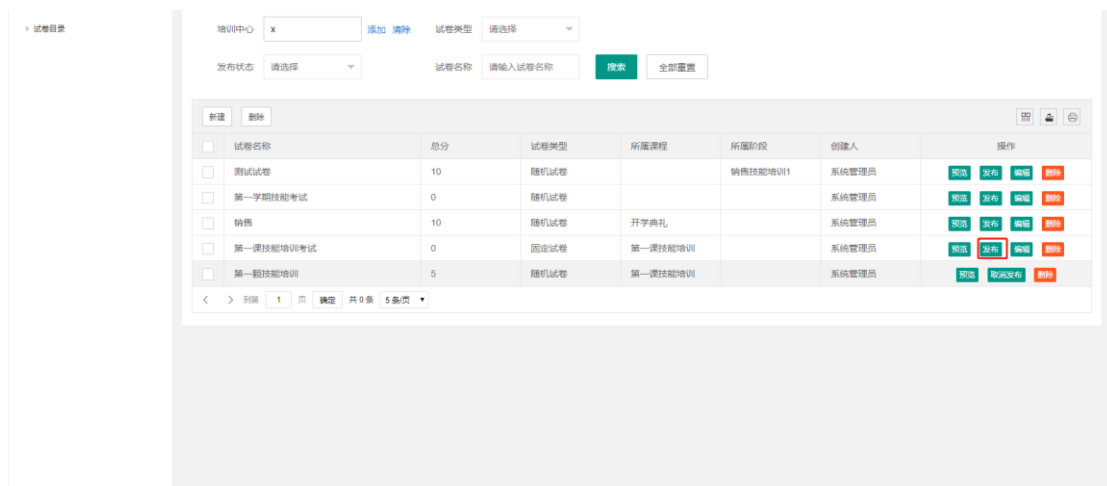 试卷目录
培训中心 x 添加 清除 试卷类型 请选择
发布状态 请选择 试卷名称 请输入试卷名称 搜索 全部重置
新建 删除
试卷名称 总分 试卷类型 所属课程 所属阶段 创建人 操作
测试试卷 10 随机试卷 销售技能培训1 系统管理员 预览 发布 编辑 删除
第一学期技能考试 0 随机试卷 系统管理员 预览 发布 编辑 删除
销售 10 随机试卷 开学典礼 系统管理员 预览 发布 编辑 删除
第一课技能培训考试 0 固定试卷 第一课技能培训 系统管理员 预览 发布 编辑 删除
第一颗技能培训 5 随机试卷 第一课技能培训 系统管理员 预览 取消发布 删除
到第 1 页 确定 共 0 条 5 条/页